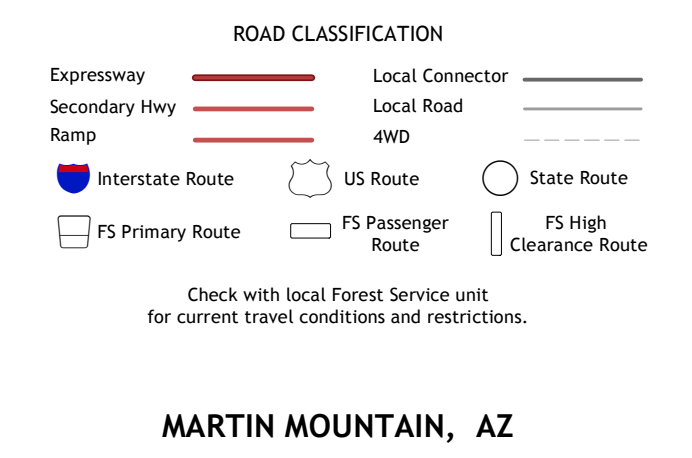 ROAD CLASSIFICATION
Expressway
Local Connector
Secondary Hwy
Local Road
Ramp
4WD
Interstate Route
US Route
State Route
FS Primary Route
FS Passenger
Route
FS High
Clearance Route
Check with local Forest Service unit
for current travel conditions and restrictions.
MARTIN MOUNTAIN, AZ